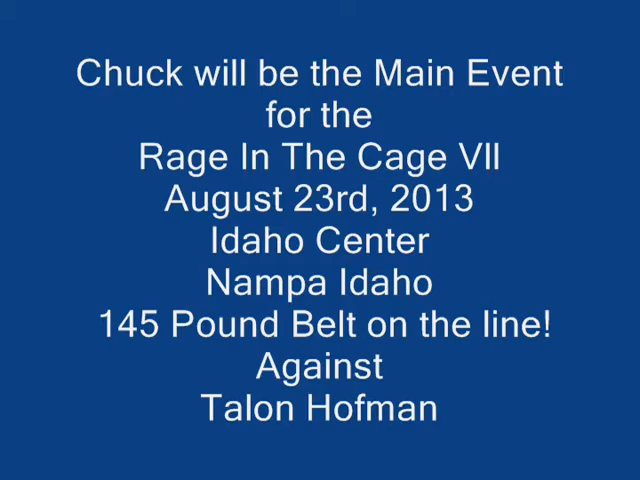 Chuck will be the Main Event
for the
Rage In The Cage VII
August 23rd, 2013
Idaho Center
Nampa Idaho
145 Pound Belt on the line!
Against
Talon Hofman